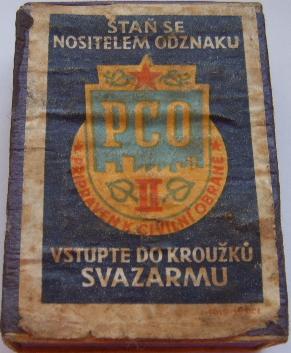 STAŇ SE
NOSITELEM ODZNAKU
PCO
II
PŘIPRAVEN K CIVILNÍ OBRANĚ
VSTUPTE DO KROUŽKŮ
SVAZARMU